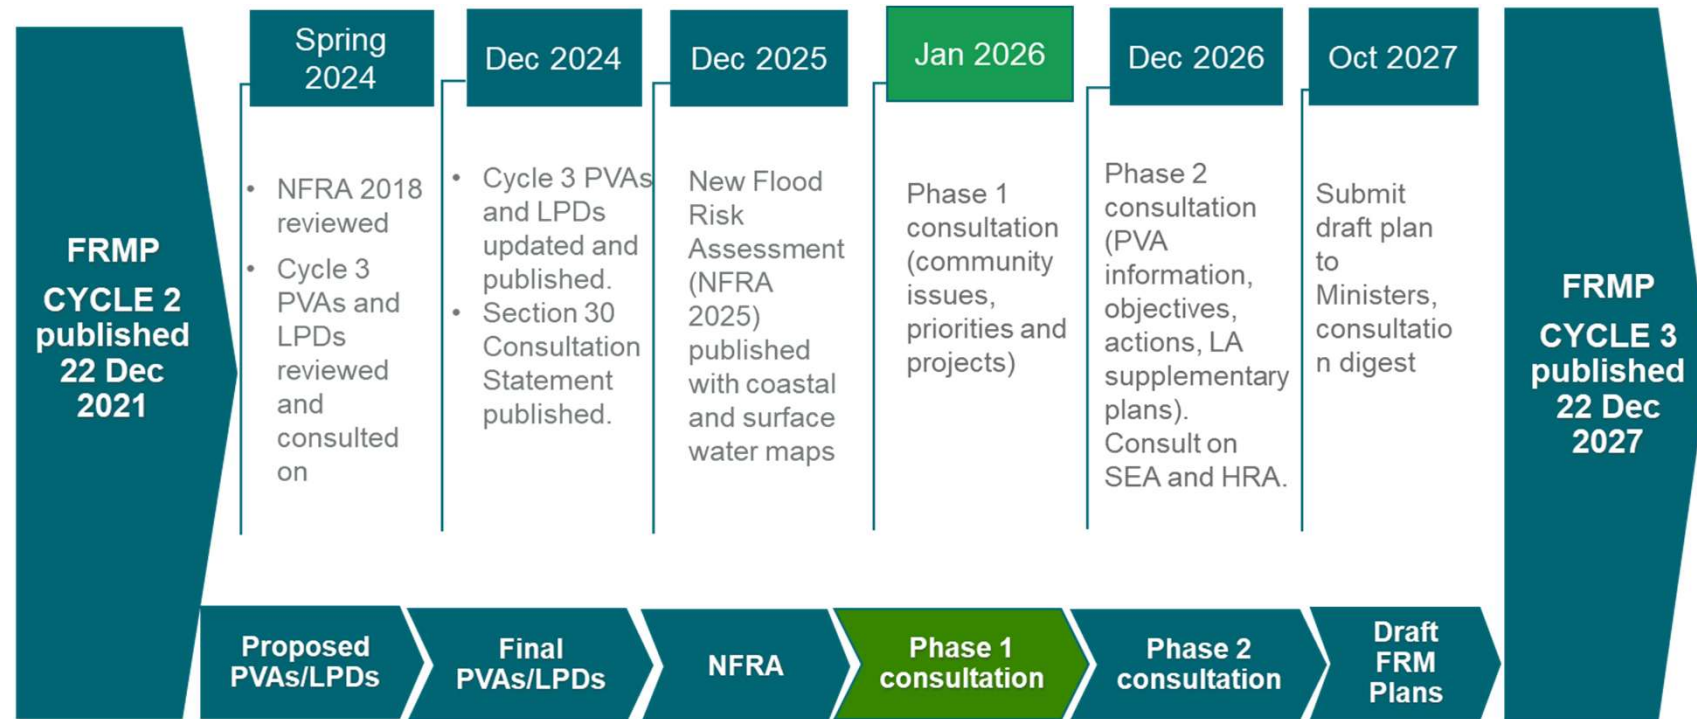 FRMP
CYCLE 2
published
22 Dec
2021
Spring
2024
• NFRA 2018
reviewed
• Cycle 3
PVAs and
LPDs
reviewed
and
consulted
on
Dec 2024
• Cycle 3 PVAs
and LPDs
updated and
published.
• Section 30
Consultation
Statement
published.
Dec 2025
New Flood
Risk
Assessment
(NFRA
2025)
published
with coastal
and surface
water maps
Jan 2026
Phase 1
consultation
(community
issues,
priorities and
projects)
Dec 2026
Phase 2
consultation
(PVA
information,
objectives,
actions, LA
supplementary
plans).
Consult on
SEA and HRA.
Oct 2027
Submit
draft plan
to
Ministers,
consultatio
n digest
FRMP
CYCLE 3
published
22 Dec
2027
Proposed
PVAs/LPDs
Final
PVAs/LPDs
NFRA
Phase 1
consultation
Phase 2
consultation
Draft
FRM
Plans